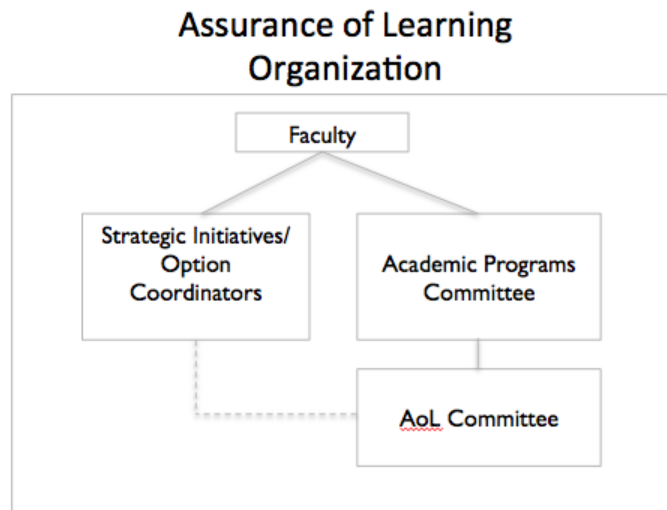 Assurance of Learning
Organization
Faculty
Strategic Initiatives/
Option
Coordinators
Academic Programs
Committee
AoL Committee